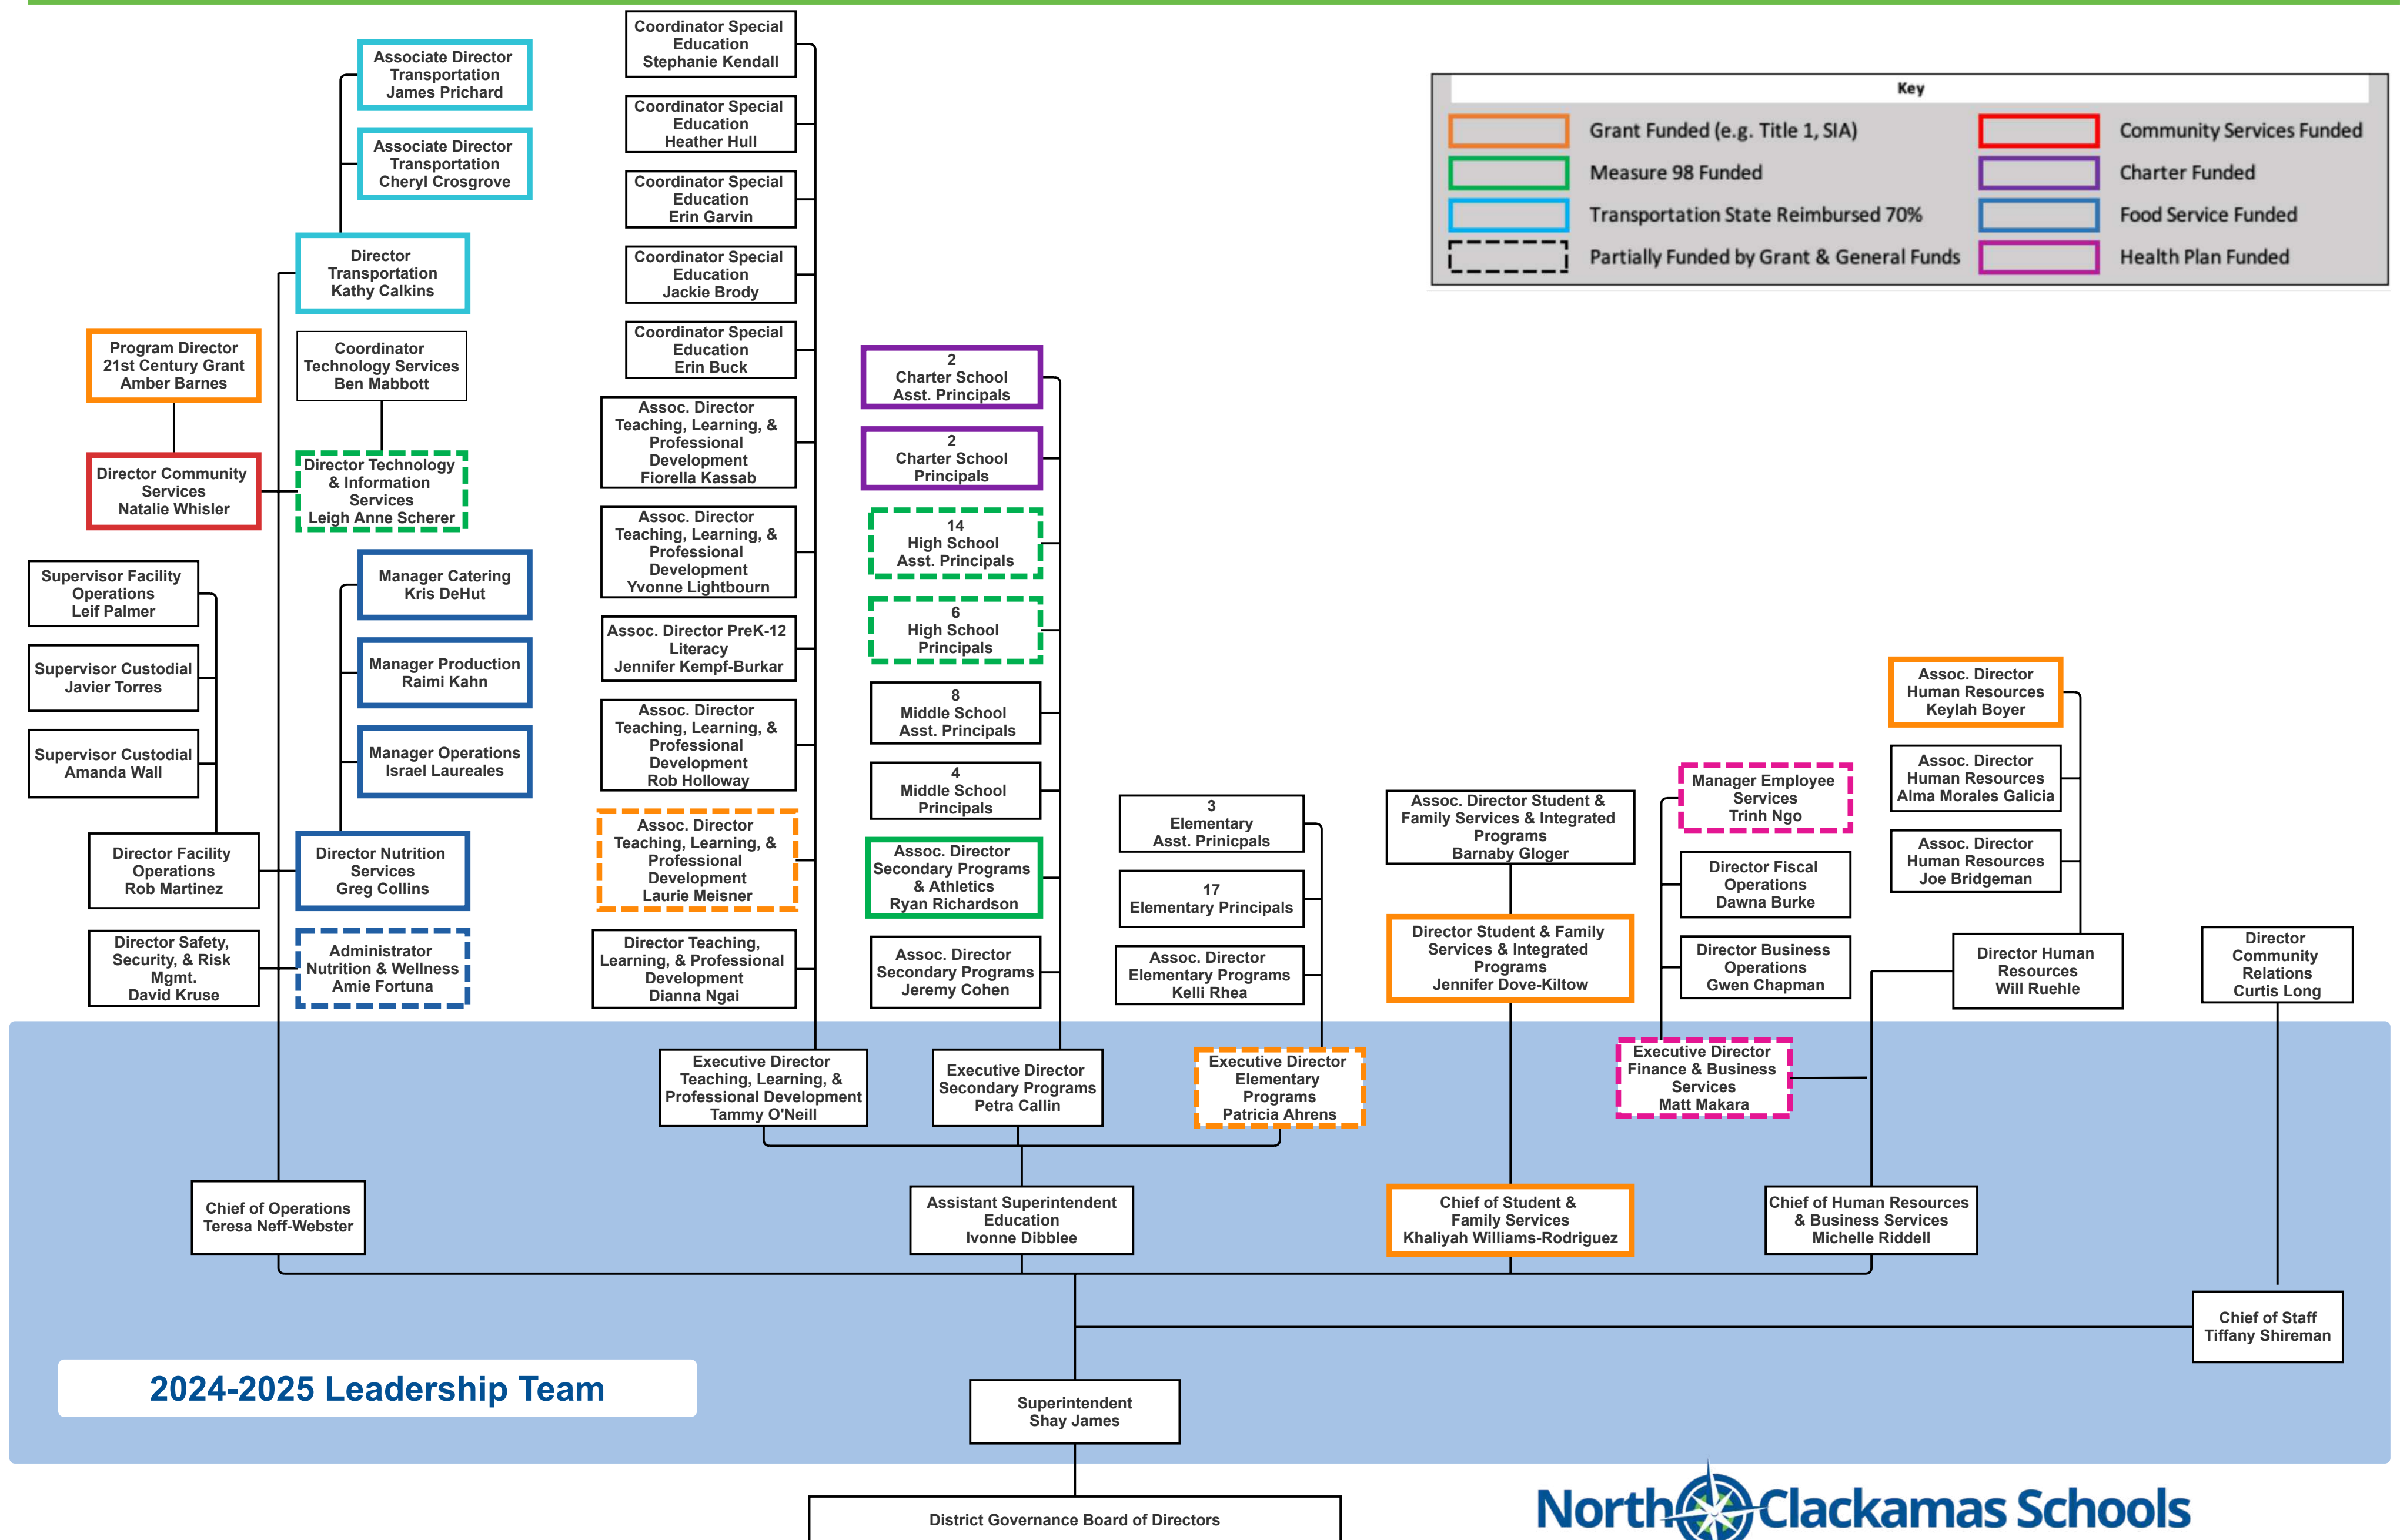 Coordinator Special
Education
Stephanie Kendall
Associate Director
Transportation
James Prichard
Coordinator Special
Education
Heather Hull
Associate Director
Transportation
Cheryl Crosgrove
Coordinator Special
Education
Erin Garvin
Director
Transportation
Kathy Calkins
Coordinator Special
Education
Jackie Brody
Key
Grant Funded (e.g. Title 1, SIA)
Community Services Funded
Measure 98 Funded
Charter Funded
Transportation State Reimbursed 70%
Food Service Funded
Partially Funded by Grant & General Funds
Health Plan Funded
Program Director
21st Century Grant
Amber Barnes
Coordinator
Technology Services
Ben Mabbott
Coordinator Special
Education
Erin Buck
2
Charter School
Asst. Principals
Assoc. Director
Teaching, Learning, &
Professional
Development
Fiorella Kassab
2
Charter School
Principals
Director Community
Services
Natalie Whisler
Director Technology
& Information
Services
Leigh Anne Scherer
Assoc. Director
Teaching, Learning, &
Professional
Development
Yvonne Lightbourn
14
High School
Asst. Principals
Supervisor Facility
Operations
Leif Palmer
Manager Catering
Kris DeHut
Assoc. Director PreK-12
Literacy
Jennifer Kempf-Burkar
6
High School
Principals
Supervisor Custodial
Javier Torres
Manager Production
Raimi Kahn
Assoc. Director
Teaching, Learning, &
Professional
Development
Rob Holloway
8
Middle School
Asst. Principals
Assoc. Director
Human Resources
Keylah Boyer
Supervisor Custodial
Amanda Wall
Manager Operations
Israel Laureales
4
Middle School
Principals
3
Elementary
Asst. Prinicpals
Assoc. Director Student &
Family Services & Integrated
Programs
Barnaby Gloger
Manager Employee
Services
Trinh Ngo
Assoc. Director
Human Resources
Alma Morales Galicia
Director Facility
Operations
Rob Martinez
Director Nutrition
Services
Greg Collins
Assoc. Director
Teaching, Learning, &
Professional
Development
Laurie Meisner
Assoc. Director
Secondary Programs
& Athletics
Ryan Richardson
17
Elementary Principals
Director Fiscal
Operations
Dawna Burke
Assoc. Director
Human Resources
Joe Bridgeman
Director Safety,
Security, & Risk
Mgmt.
David Kruse
Administrator
Nutrition & Wellness
Amie Fortuna
Director Teaching,
Learning, & Professional
Development
Dianna Ngai
Assoc. Director
Secondary Programs
Jeremy Cohen
Assoc. Director
Elementary Programs
Kelli Rhea
Director Student & Family
Services & Integrated
Programs
Jennifer Dove-Kiltow
Director Business
Operations
Gwen Chapman
Director Human
Resources
Will Ruehle
Director
Community
Relations
Curtis Long
Executive Director
Teaching, Learning, &
Professional Development
Tammy O'Neill
Executive Director
Secondary Programs
Petra Callin
Executive Director
Elementary
Programs
Patricia Ahrens
Executive Director
Finance & Business
Services
Matt Makara
Chief of Operations
Teresa Neff-Webster
Assistant Superintendent
Education
Ivonne Dibblee
Chief of Student &
Family Services
Khaliyah Williams-Rodriguez
Chief of Human Resources
& Business Services
Michelle Riddell
Chief of Staff
Tiffany Shireman
2024-2025 Leadership Team
Superintendent
Shay James
District Governance Board of Directors
North Clackamas Schools